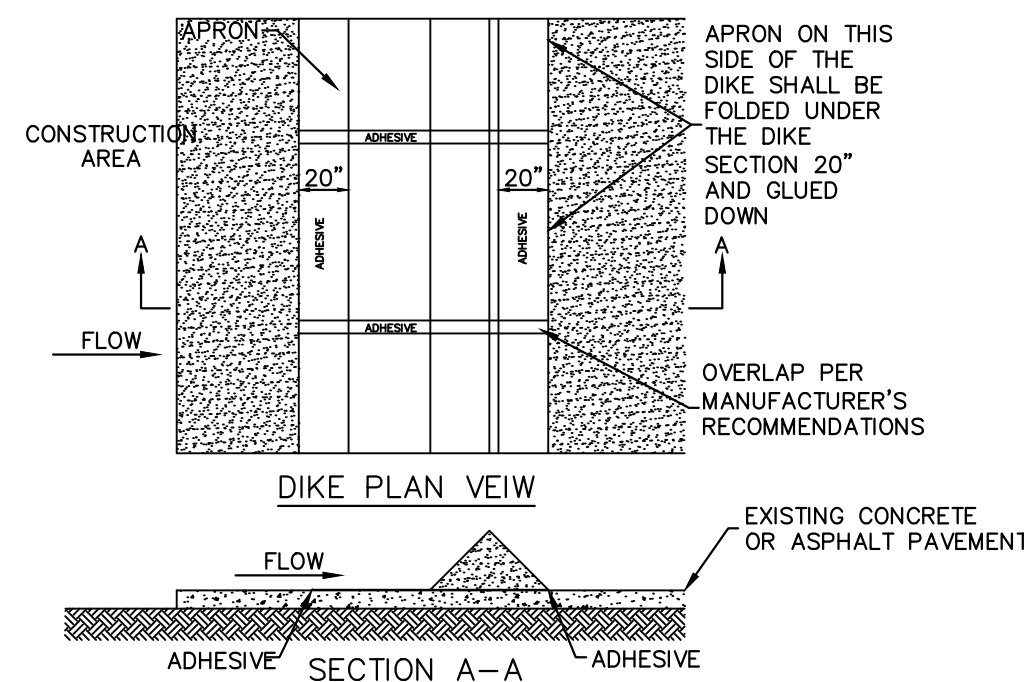 APRON
APRON ON THIS
SIDE OF THE
DIKE SHALL BE
FOLDED UNDER
THE DIKE
SECTION 20"
AND GLUED
DOWN
CONSTRUCTION
AREA
ADHESIVE
20"
20"
ADHESIVE
ADHESIVE
A
A
FLOW
ADHESIVE
OVERLAP PER
MANUFACTURER'S
RECOMMENDATIONS
DIKE PLAN VEIW
EXISTING CONCRETE
OR ASPHALT PAVEMENT
FLOW
ADHESIVE
ADHESIVE
SECTION A-A